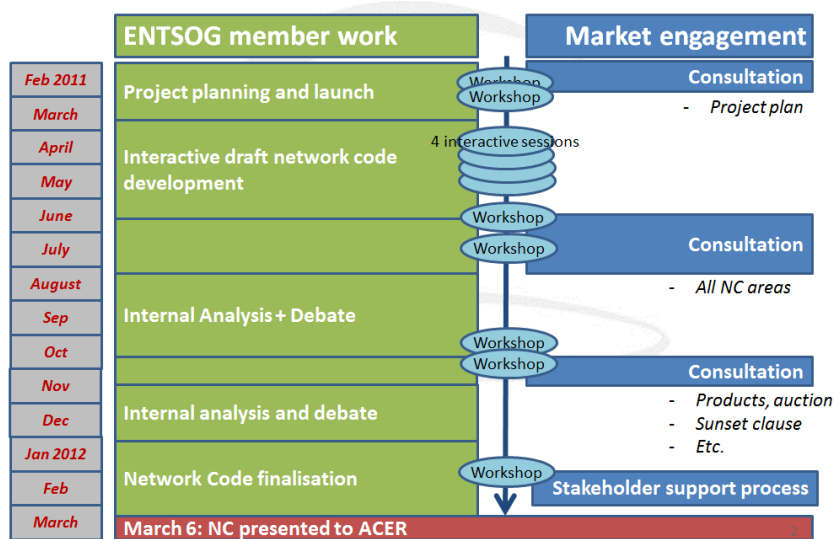 ENTSOG member work
Market engagement
Feb 2011
March
April
May
June
July
August
Sep
Oct
Nov
Dec
Jan 2012
Feb
March
Project planning and launch
Interactive draft network code
development
Internal Analysis + Debate
Internal analysis and debate
Network Code finalisation
March 6: NC presented to ACER
Workshop
Workshop
4 interactive sessions
Workshop
Workshop
Workshop
Workshop
Workshop
Consultation
- Project plan
Consultation
- All NC areas
Consultation
- Products, auction
- Sunset clause
- Etc.
Stakeholder support process
2